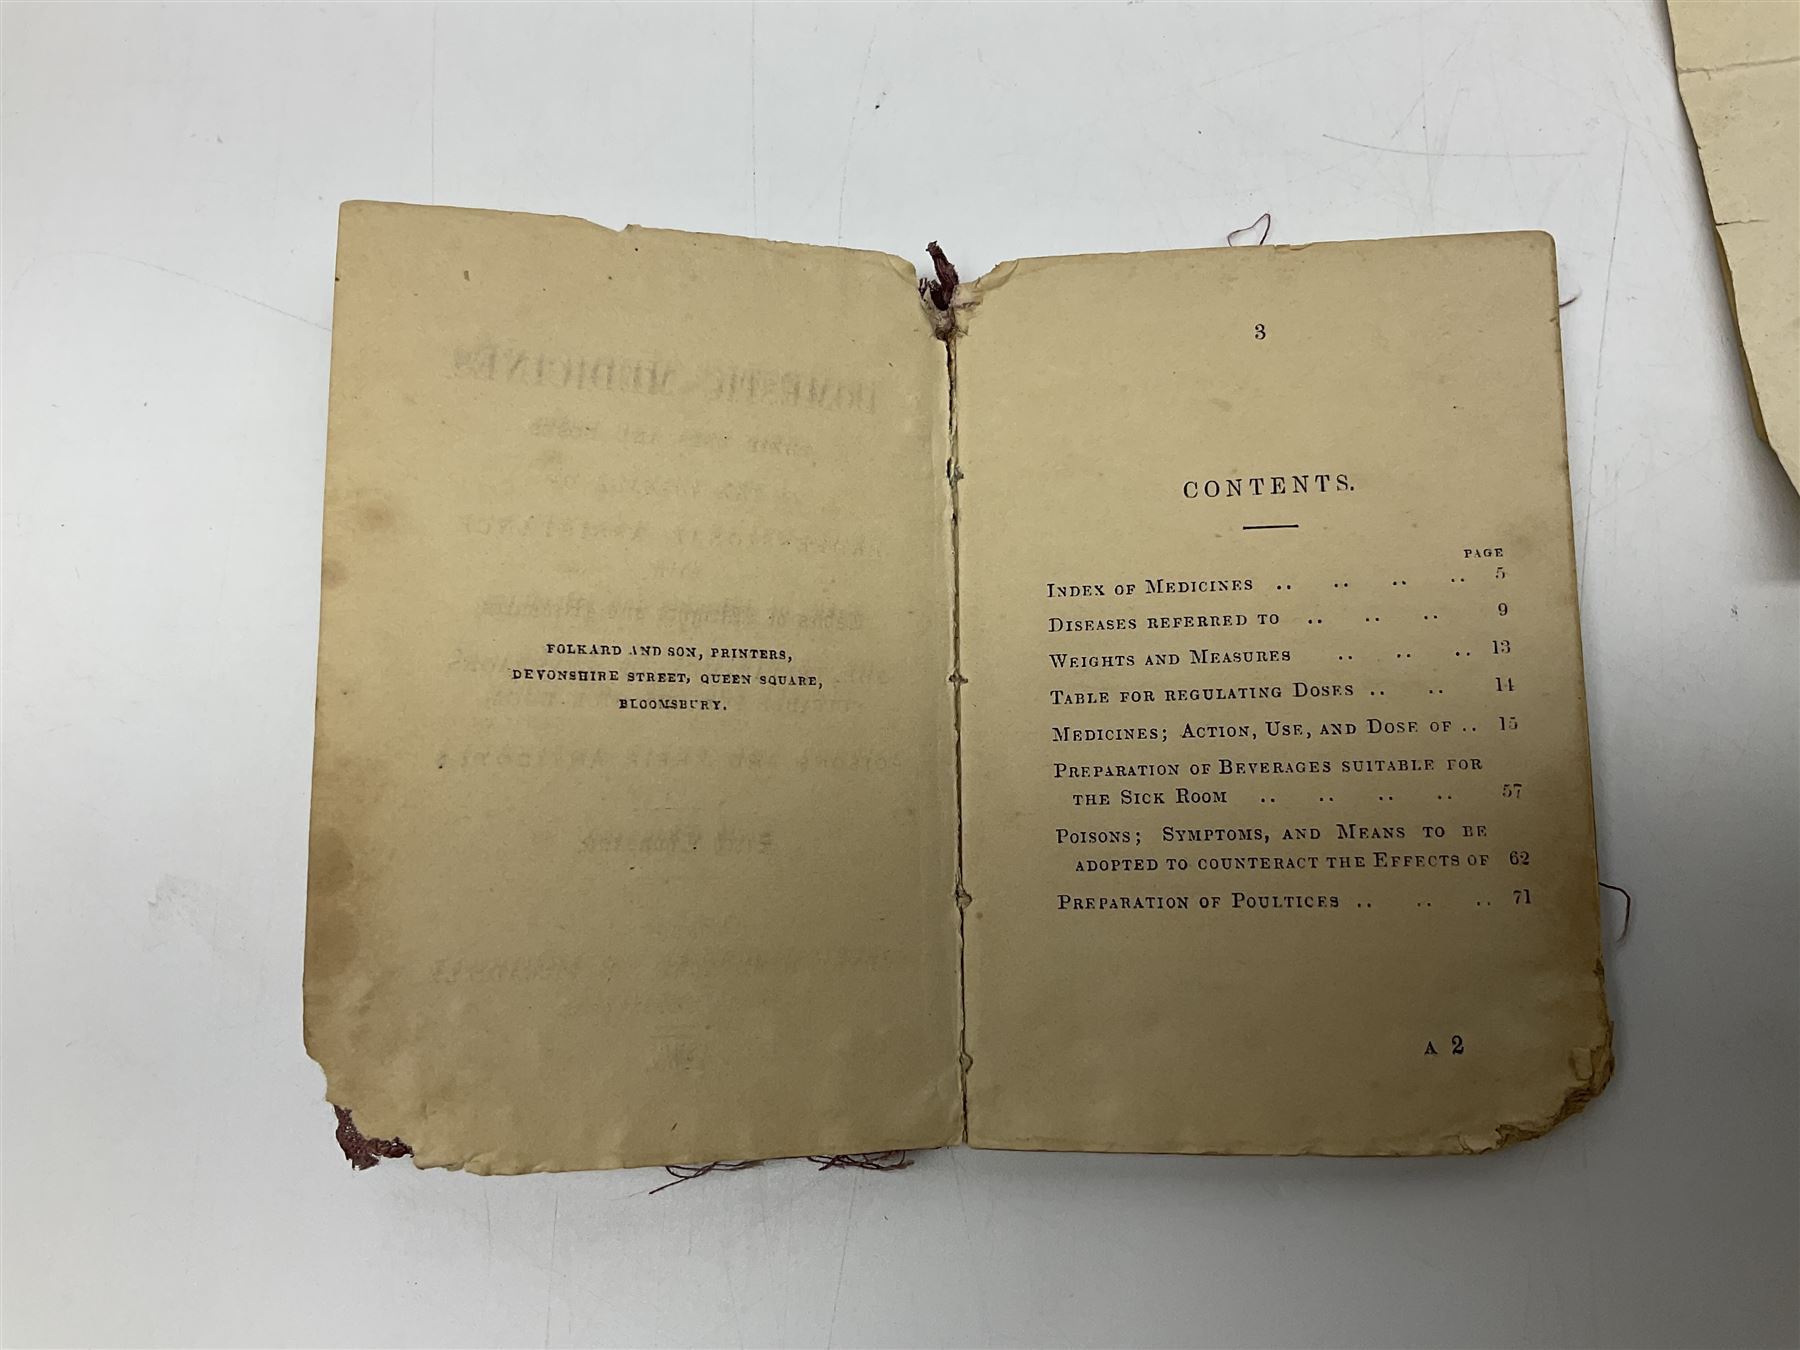 FOLKARD AND SON, PRINTERS,
DEVONSHIRE STREET, QUEEN SQUARE,
BLOOMSBURY.
3
CONTENTS.
PAGE
INDEX OF MEDICINES .. .. .. .. 5
DISEASES REFERRED TO .. .. .. 9
WEIGHTS AND MEASURES .. .. .. 13
TABLE FOR REGULATING DOSES .. .. 14
MEDICINES; ACTION, USE, AND DOSE OF .. 15
PREPARATION OF BEVERAGES SUITABLE FOR
THE SICK ROOM .. .. .. .. 57
POISONS; SYMPTOMS, AND MEANS TO BE
ADOPTED TO COUNTERACT THE EFFECTS OF 62
PREPARATION OF POULTICES .. .. .. 71
A 2